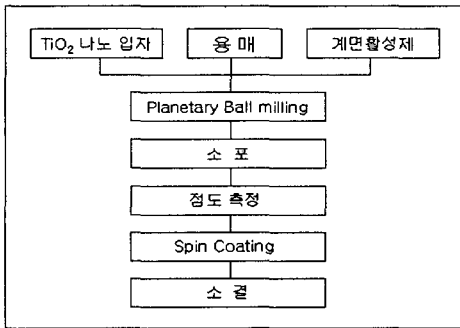 TiO₂ 나노 입자
용 매
계면활성제
Planetary Ball milling
소 포
점도 측정
Spin Coating
소 결